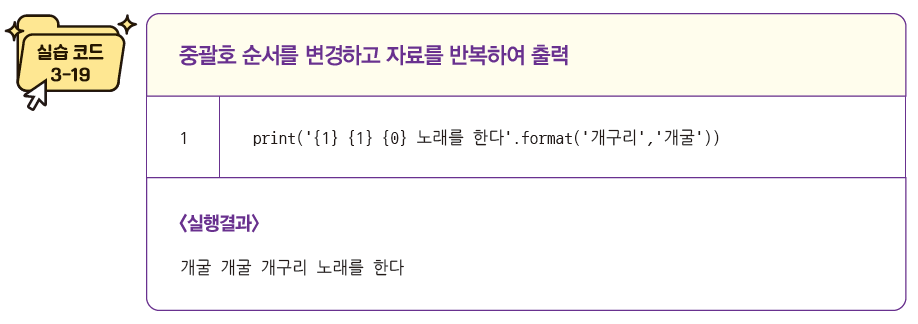 실습 코드
3-19
중괄호 순서를 변경하고 자료를 반복하여 출력
1 print('{1} {1} {0} 노래를 한다'.format('개구리','개굴'))
<실행결과>
개굴 개굴 개구리 노래를 한다